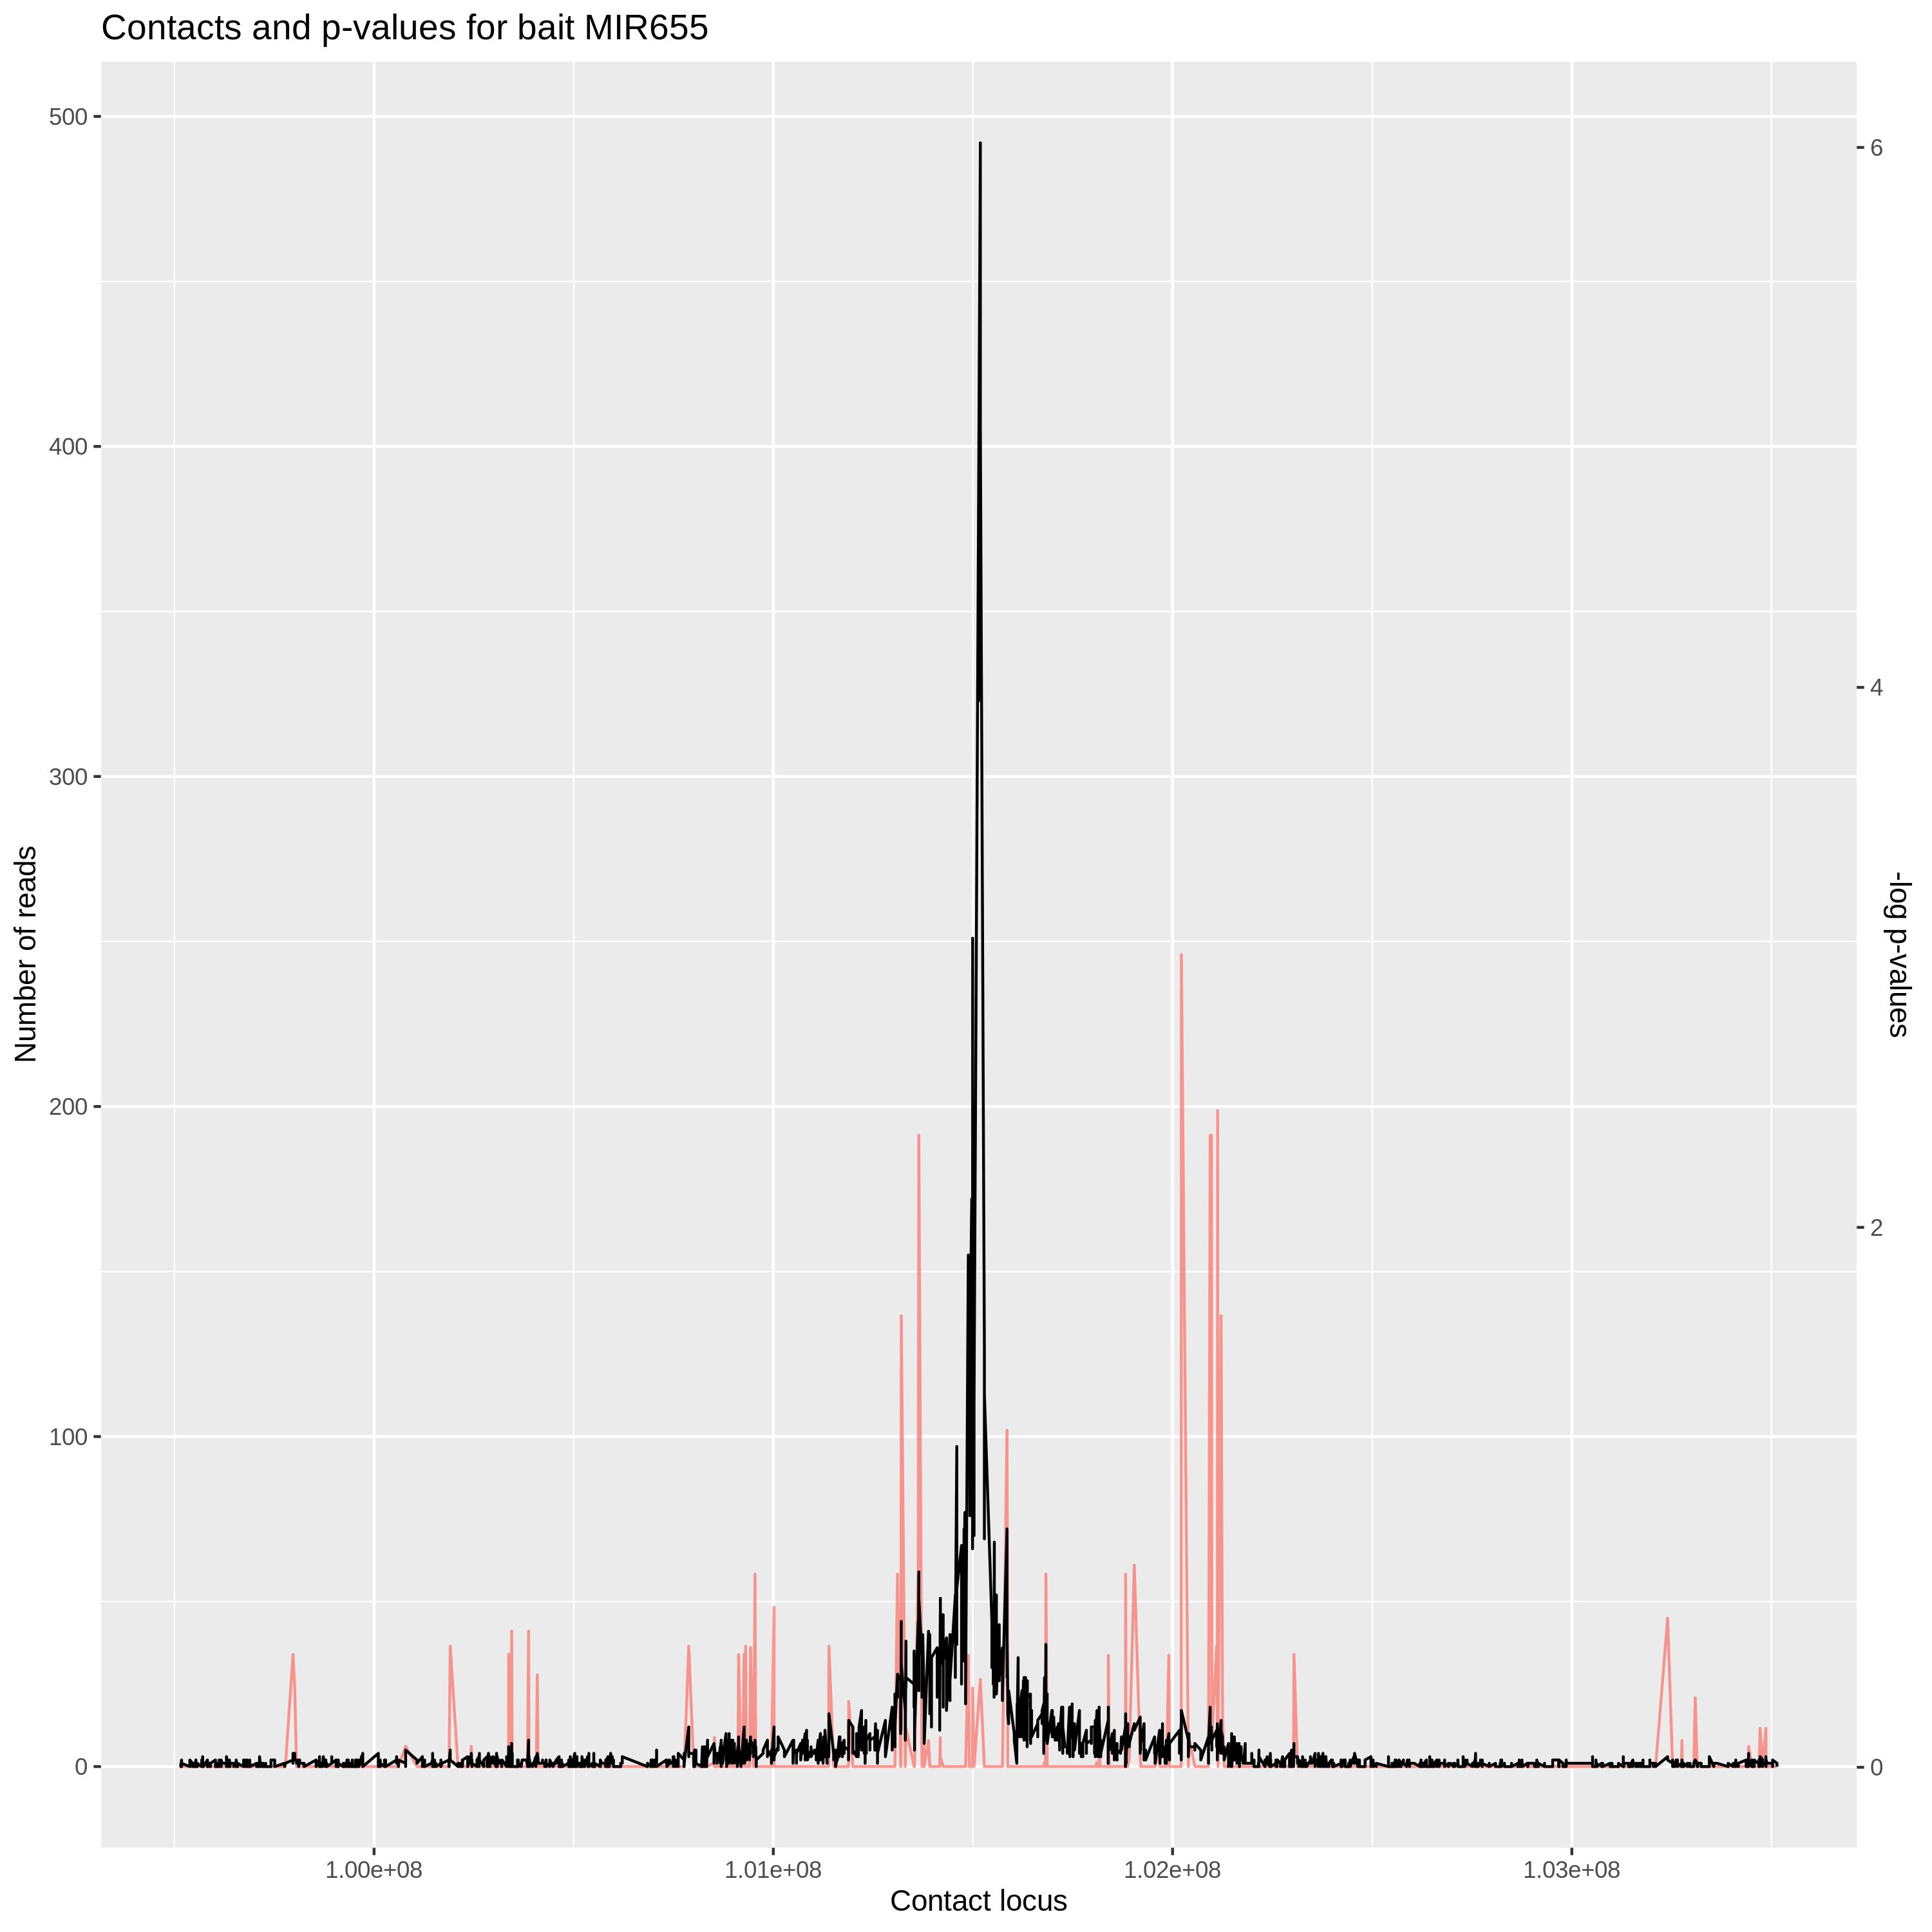 Contacts and p-values for bait MIR655
500
400
300
200
100
0
Number of reads
6
4
2
0
-log p-values
1.00e+08
1.01e+08
1.02e+08
1.03e+08
Contact locus